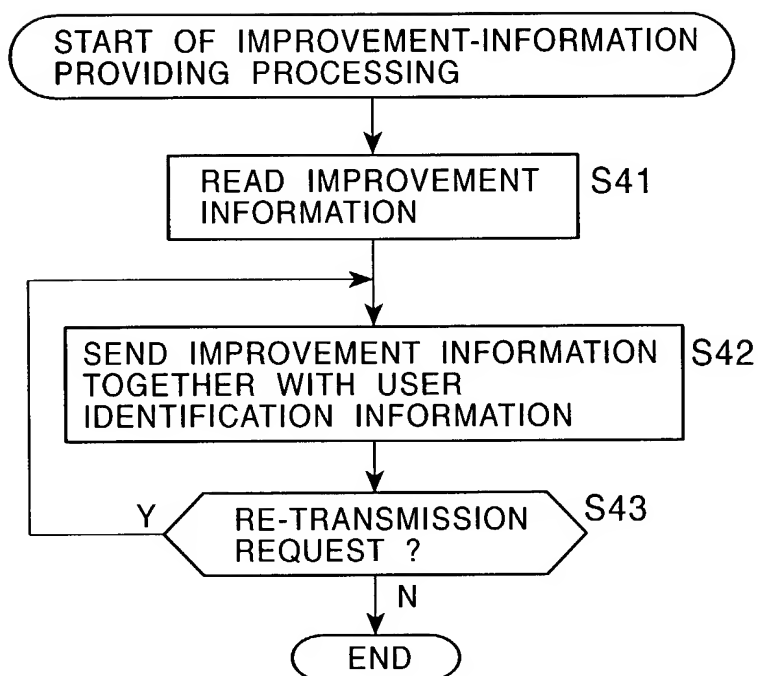 START OF IMPROVEMENT-INFORMATION
PROVIDING PROCESSING
READ IMPROVEMENT
INFORMATION
S41
SEND IMPROVEMENT INFORMATION
TOGETHER WITH USER
IDENTIFICATION INFORMATION
S42
Y
RE-TRANSMISSION
REQUEST ?
S43
N
END